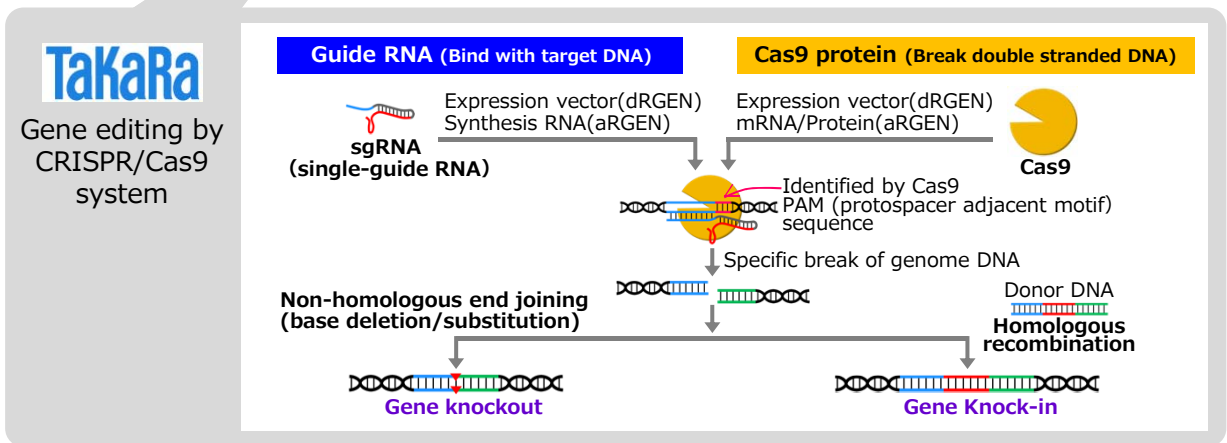 TaKaRa
Gene editing by
CRISPR/Cas9
system
Guide RNA (Bind with target DNA)
Cas9 protein (Break double stranded DNA)
Expression vector(dRGEN)
Synthesis RNA(aRGEN)
sgRNA
(single-guide RNA)
Expression vector(dRGEN)
mRNA/Protein(aRGEN)
Cas9
Identified by Cas9
PAM (protospacer adjacent motif)
sequence
Specific break of genome DNA
Non-homologous end joining
(base deletion/substitution)
Donor DNA
Homologous
recombination
Gene knockout
Gene Knock-in